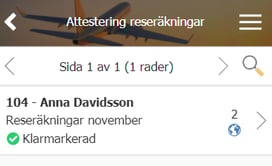 Attestering reseräkningar
Sida 1 av 1 (1 rader)
104 - Anna Davidsson
Reseräkningar november
2
Klarmarkerad